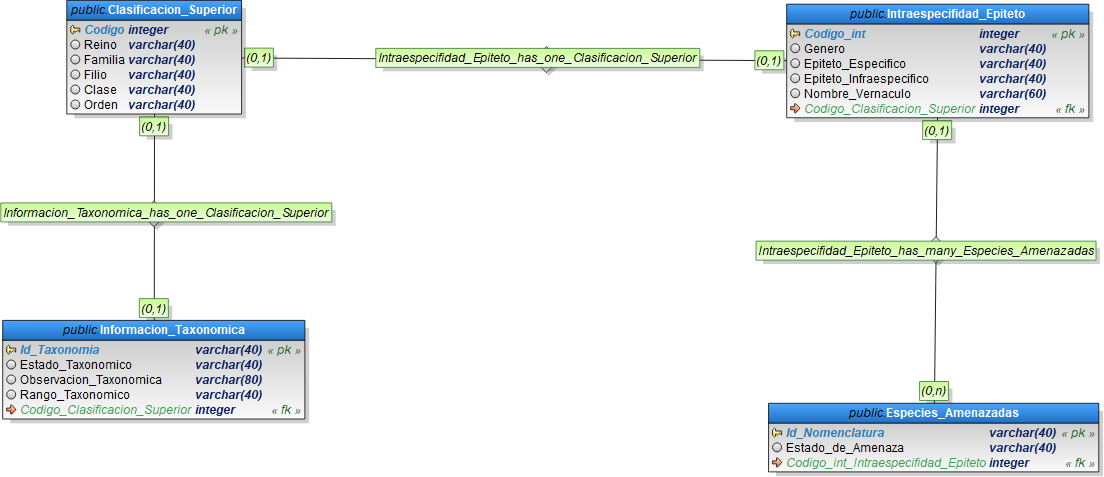 public.Clasificacion_Superior
Codigo integer « pk »
Reino varchar(40)
Familia varchar(40)
Filio varchar(40)
Clase varchar(40)
Orden varchar(40)
(0,1)
Intraespecifidad_Epiteto_has_one_Clasificacion_Superior
(0,1)
public.Intraespecifidad_Epiteto
Codigo_int integer « pk »
Genero varchar(40)
Epiteto_Especifico varchar(40)
Epiteto_Infraespecifico varchar(40)
Nombre_Vernaculo varchar(60)
Codigo_Clasificacion_Superior integer « fk »
(0,1)
Informacion_Taxonomica_has_one_Clasificacion_Superior
(0,1)
public.Informacion_Taxonomica
Id_Taxonomia varchar(40) « pk »
Estado_Taxonomico varchar(40)
Observacion_Taxonomica varchar(80)
Rango_Taxonomico varchar(40)
Codigo_Clasificacion_Superior integer « fk »
(0,1)
Intraespecifidad_Epiteto_has_many_Especies_Amenazadas
(0,n)
public.Especies_Amenazadas
Id_Nomenclatura varchar(40) « pk »
Estado_de_Amenaza varchar(40)
Codigo_int_Intraespecifidad_Epiteto integer « fk »